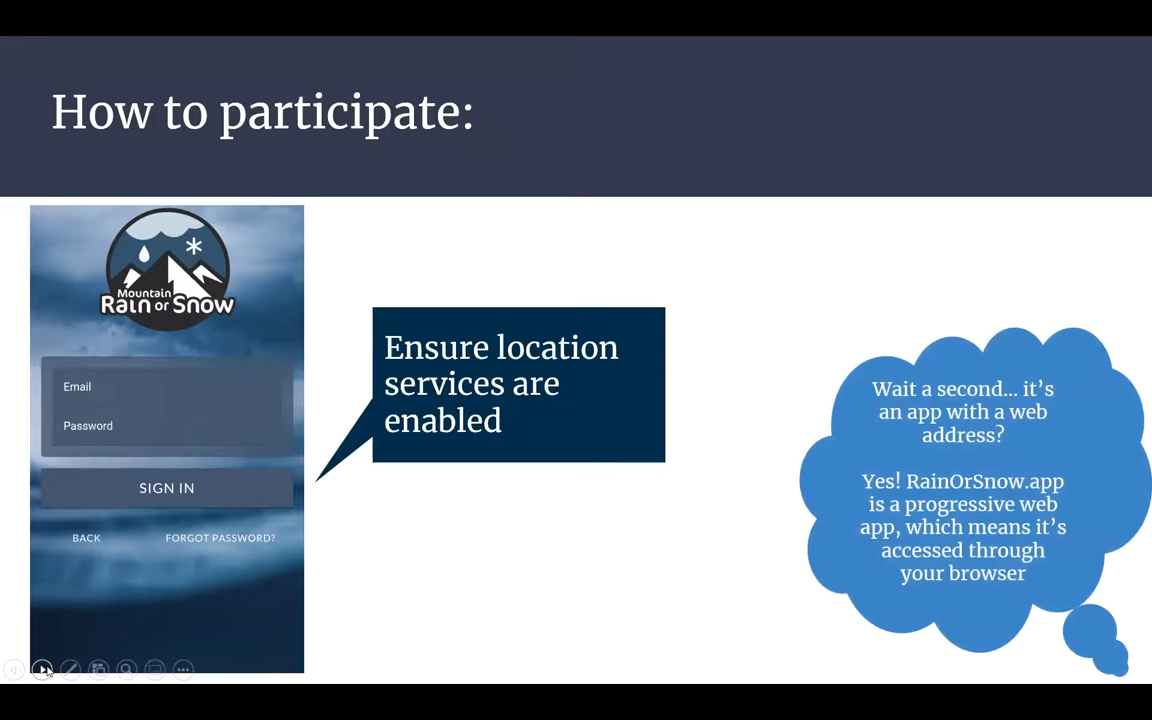 How to participate:
Mountain
Rain or Snow
Email
Password
SIGN IN
BACK
FORGOT PASSWORD?
Ensure location
services are
enabled
Wait a second... it’s
an app with a web
address?
Yes! RainOrSnow.app
is a progressive web
app, which means it’s
accessed through
your browser